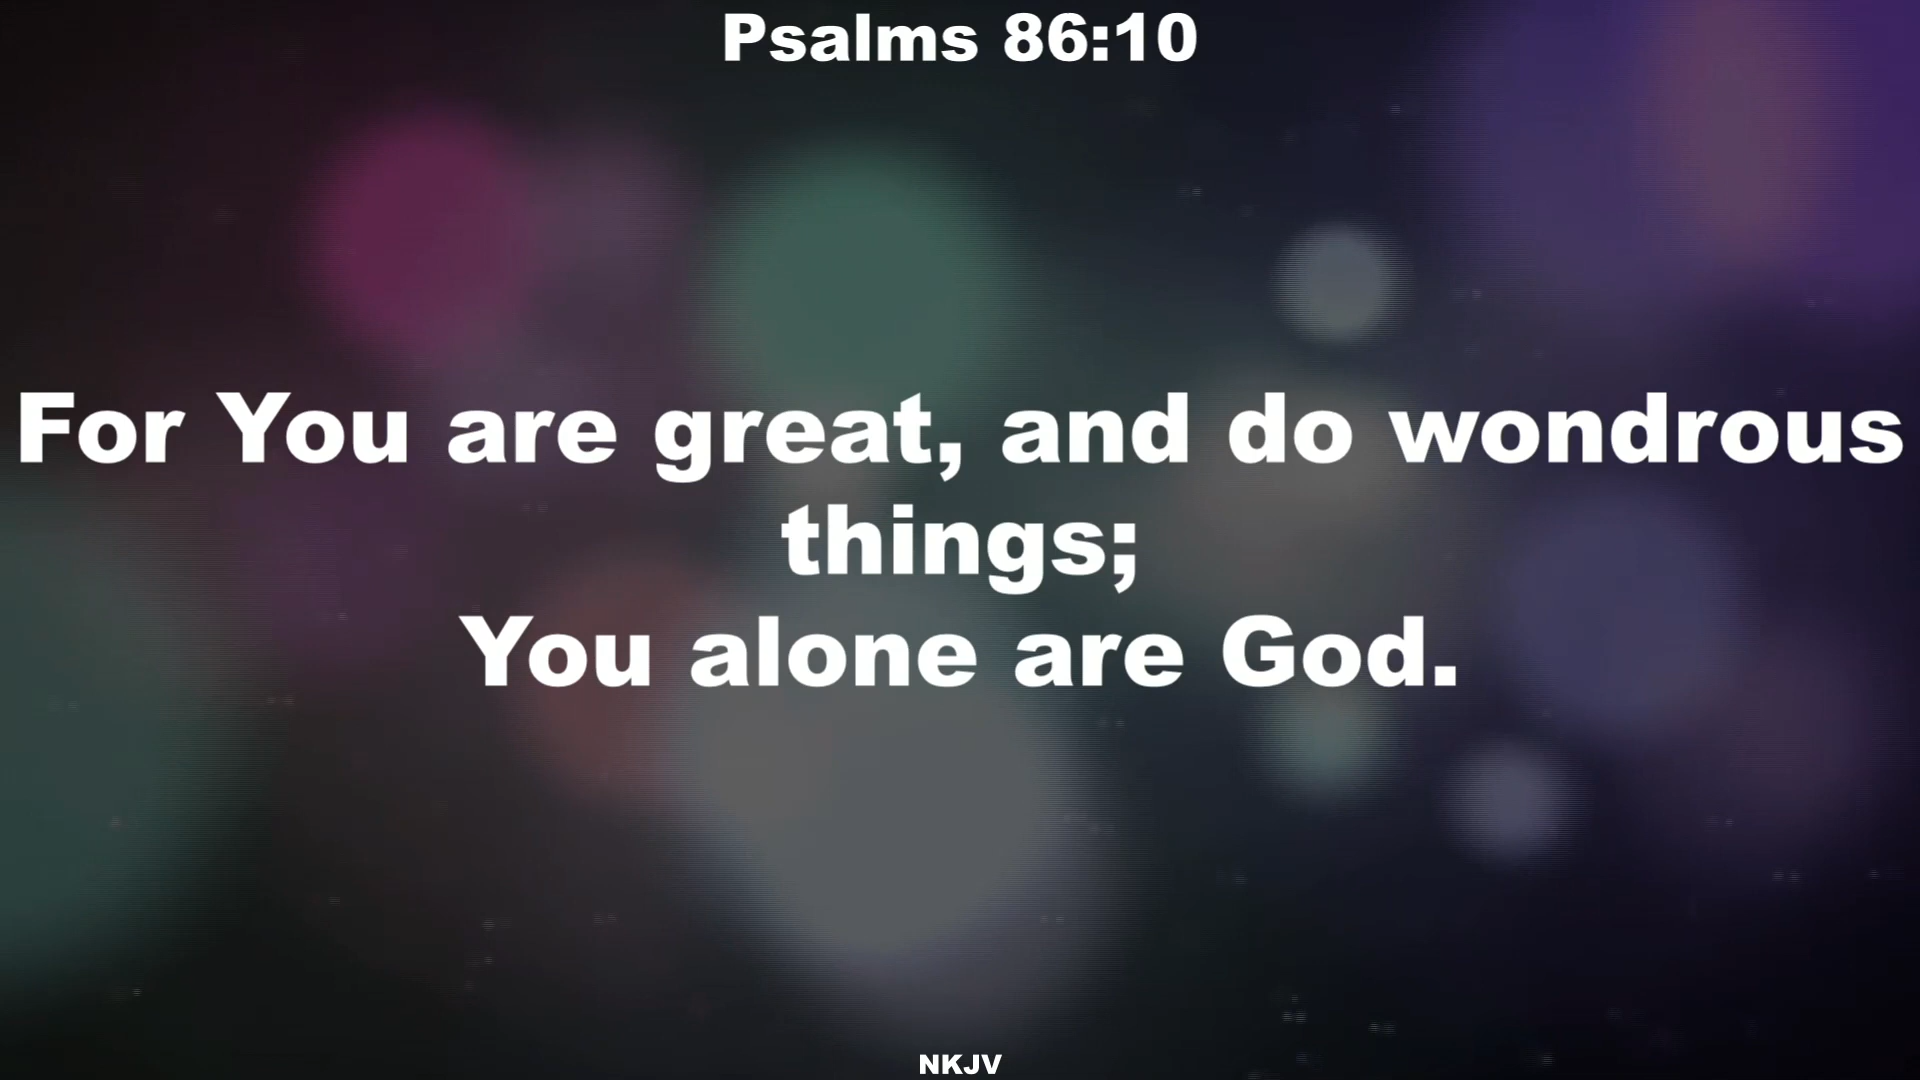 Psalms 86:10
For You are great, and do wondrous
things;
You alone are God.
NKJV